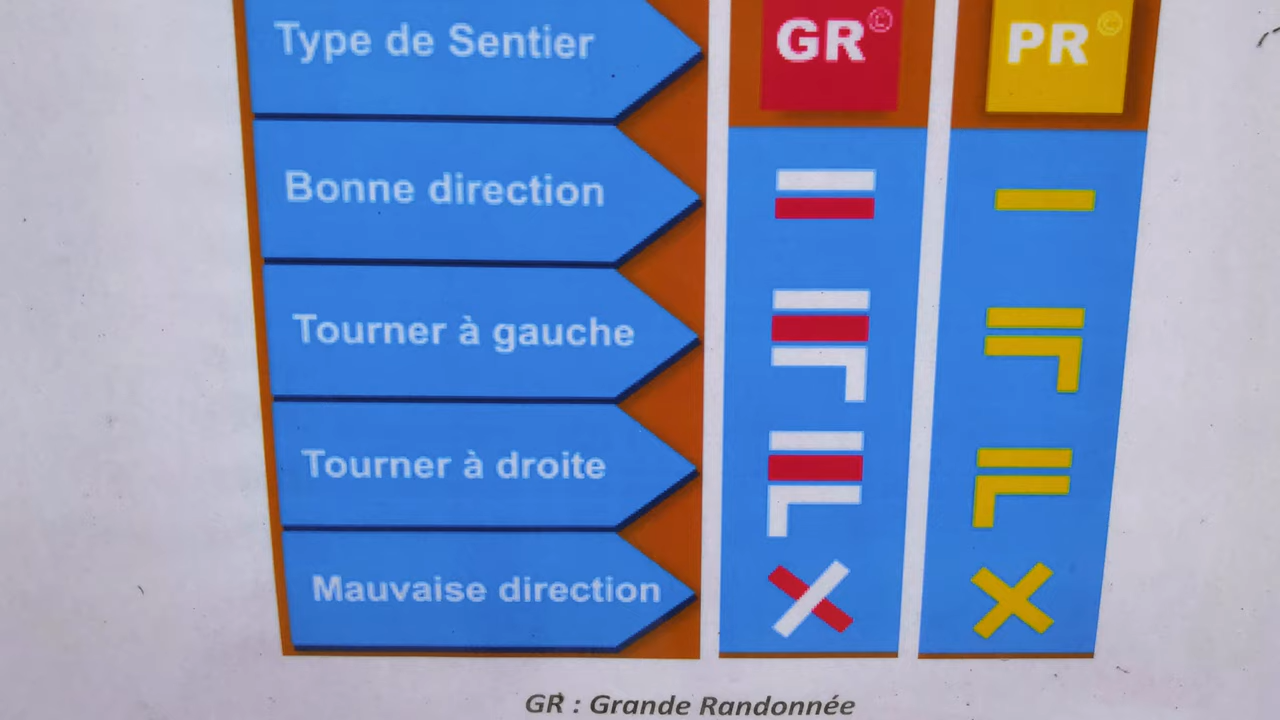 Type de Sentier GR© PR©
Bonne direction
Tourner à gauche
Tourner à droite
Mauvaise direction
GR : Grande Randonnée